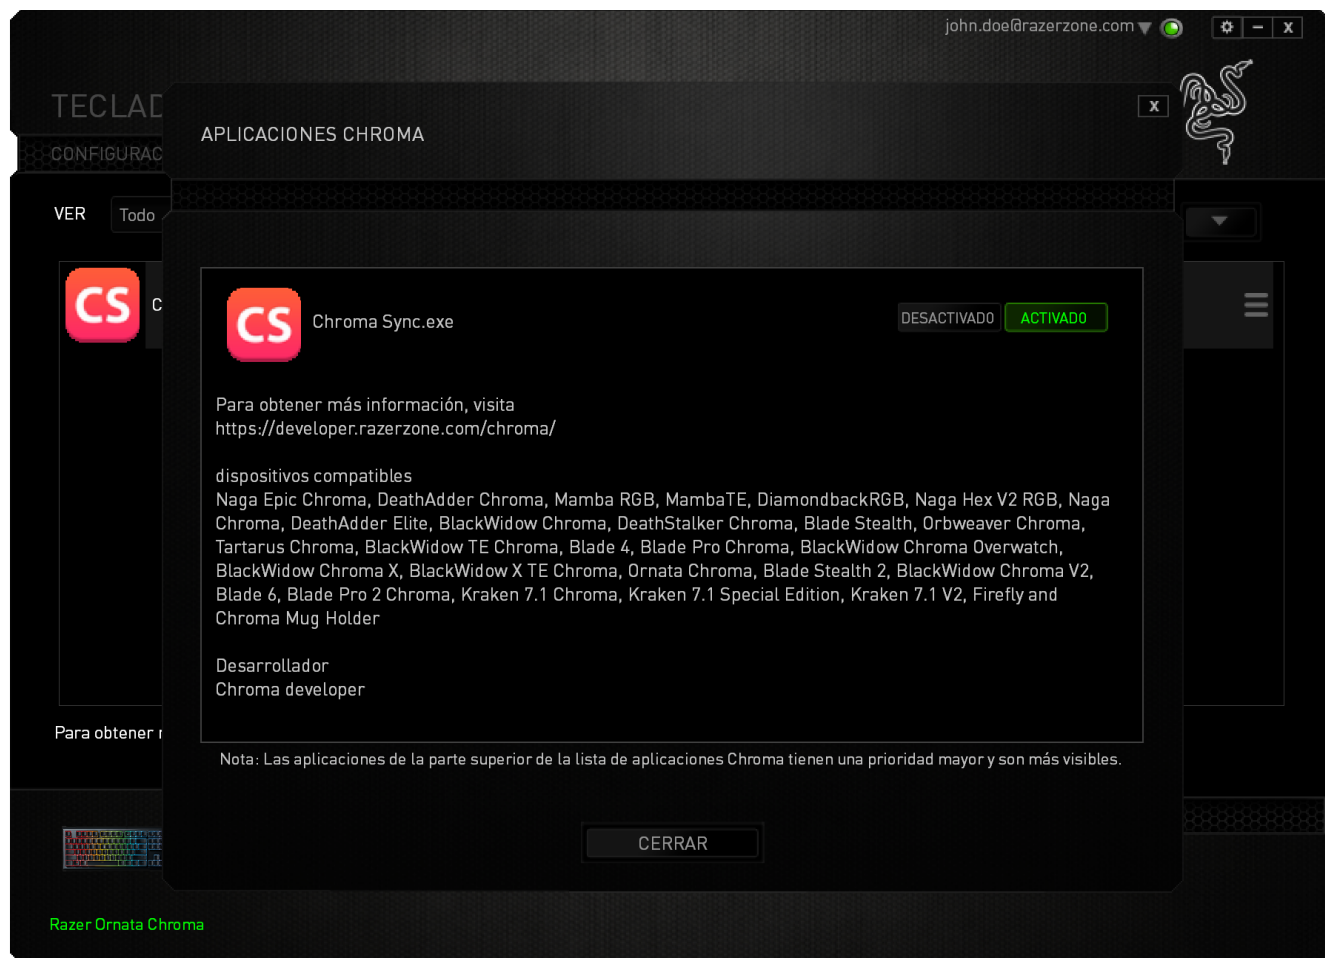 john.doe@razerzone.com
X
TECLAD
APLICACIONES CHROMA
X
CONFIGURAC
VER
Todo
CS
C
CS
Chroma Sync.exe
DESACTIVADO
ACTIVADO
Para obtener más información, visita
https://developer.razerzone.com/chroma/
dispositivos compatibles
Naga Epic Chroma, DeathAdder Chroma, Mamba RGB, MambaTE, DiamondbackRGB, Naga Hex V2 RGB, Naga
Chroma, DeathAdder Elite, BlackWidow Chroma, DeathStalker Chroma, Blade Stealth, Orbweaver Chroma,
Tartarus Chroma, BlackWidow TE Chroma, Blade 4, Blade Pro Chroma, BlackWidow Chroma Overwatch,
BlackWidow Chroma X, BlackWidow X TE Chroma, Ornata Chroma, Blade Stealth 2, BlackWidow Chroma V2,
Blade 6, Blade Pro 2 Chroma, Kraken 7.1 Chroma, Kraken 7.1 Special Edition, Kraken 7.1 V2, Firefly and
Chroma Mug Holder
Desarrollador
Chroma developer
Para obtener
Nota: Las aplicaciones de la parte superior de la lista de aplicaciones Chroma tienen una prioridad mayor y son más visibles.
CERRAR
Razer Ornata Chroma